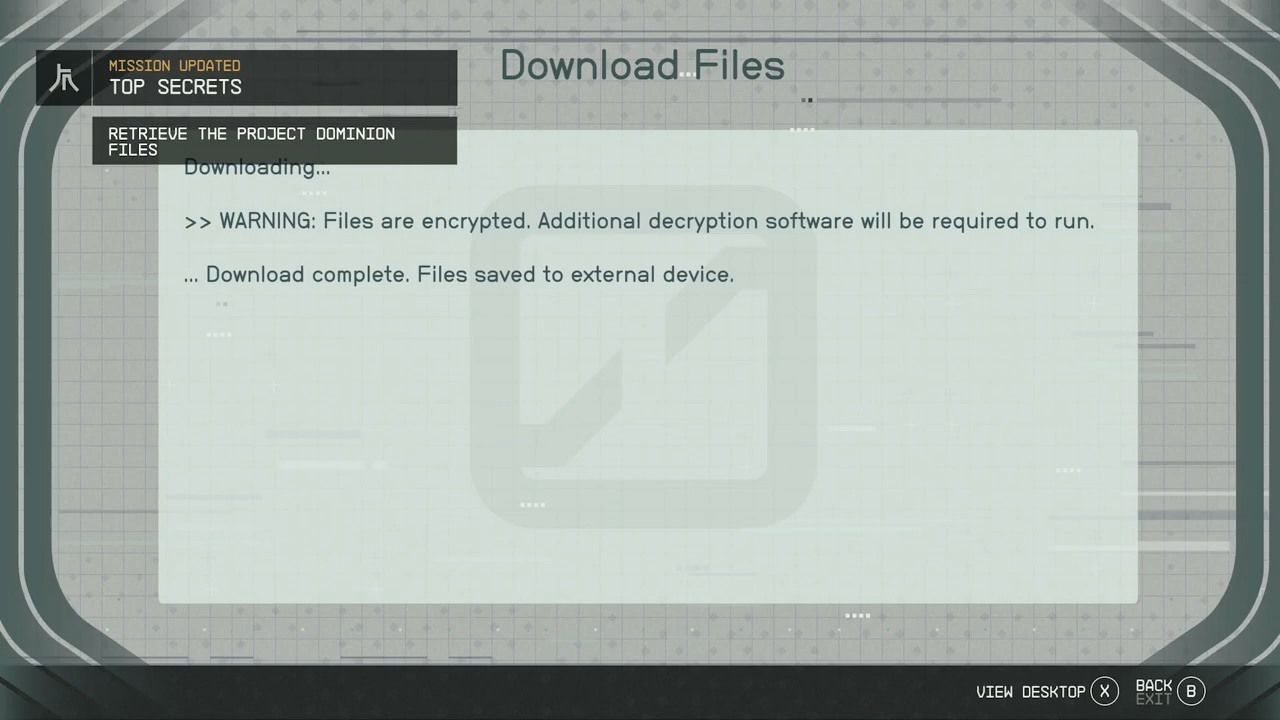 Download Files
MISSION UPDATED
TOP SECRETS
RETRIEVE THE PROJECT DOMINION
FILES
Downloading...
>> WARNING: Files are encrypted. Additional decryption software will be required to run.
... Download complete. Files saved to external device.
VIEW DESKTOP X
BACK B
EXIT